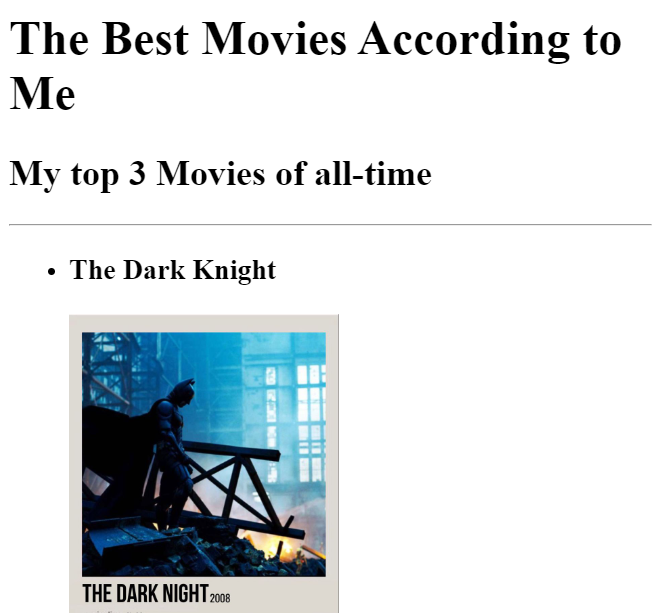 The Best Movies According to
Me
My top 3 Movies of all-time
The Dark Knight
THE DARK NIGHT 2008